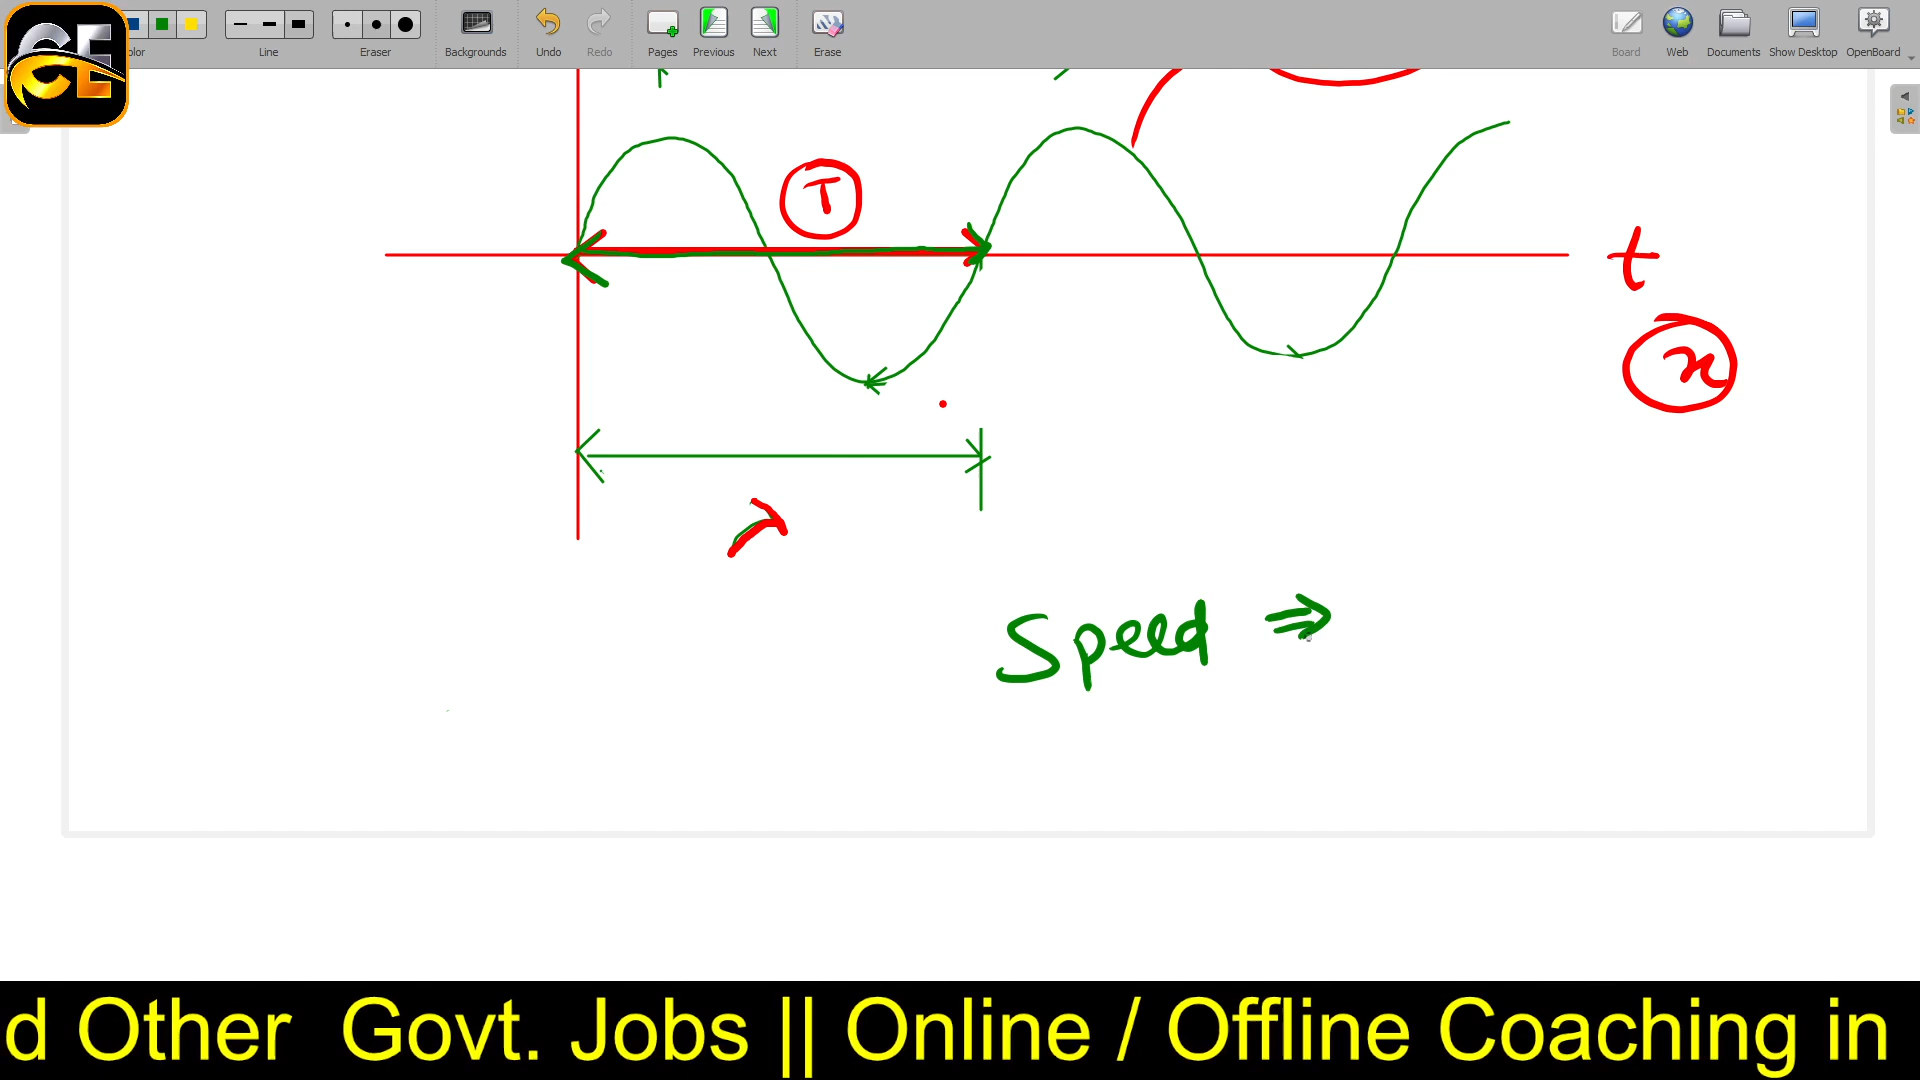 CE
olor
Line
Eraser
Backgrounds
Undo
Redo
Pages
Previous
Next
Erase
Board
Web
Documents
Show Desktop
OpenBoard
T
t
x
λ
Speed ⇒
d Other Govt. Jobs || Online / Offline Coaching in